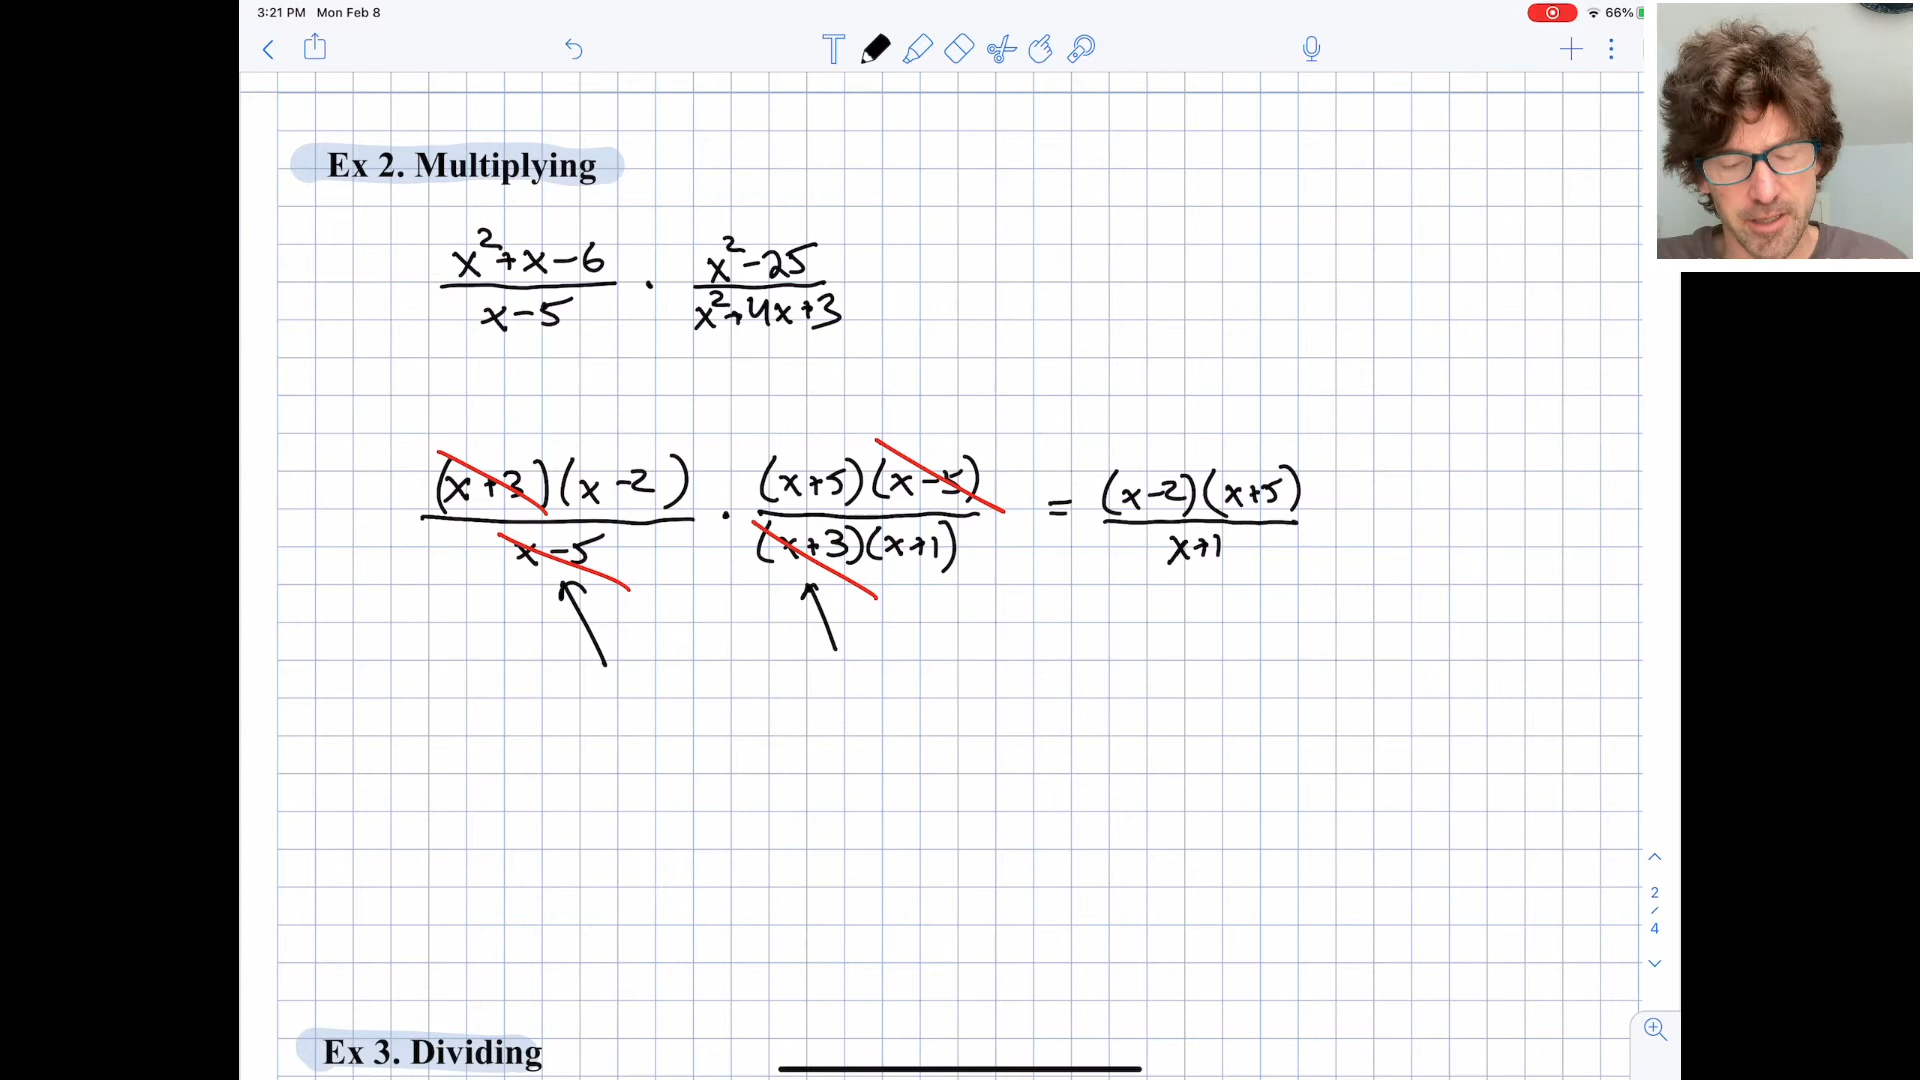 3:21 PM Mon Feb 8
66%
T
Ex 2. Multiplying
x²+x-6 / x-5 · x²-25 / x²+4x+3
(x+3)(x-2) / x-5 · (x+5)(x-5) / (x+3)(x+1) = (x-2)(x+5) / x+1
2 / 4
Ex 3. Dividing